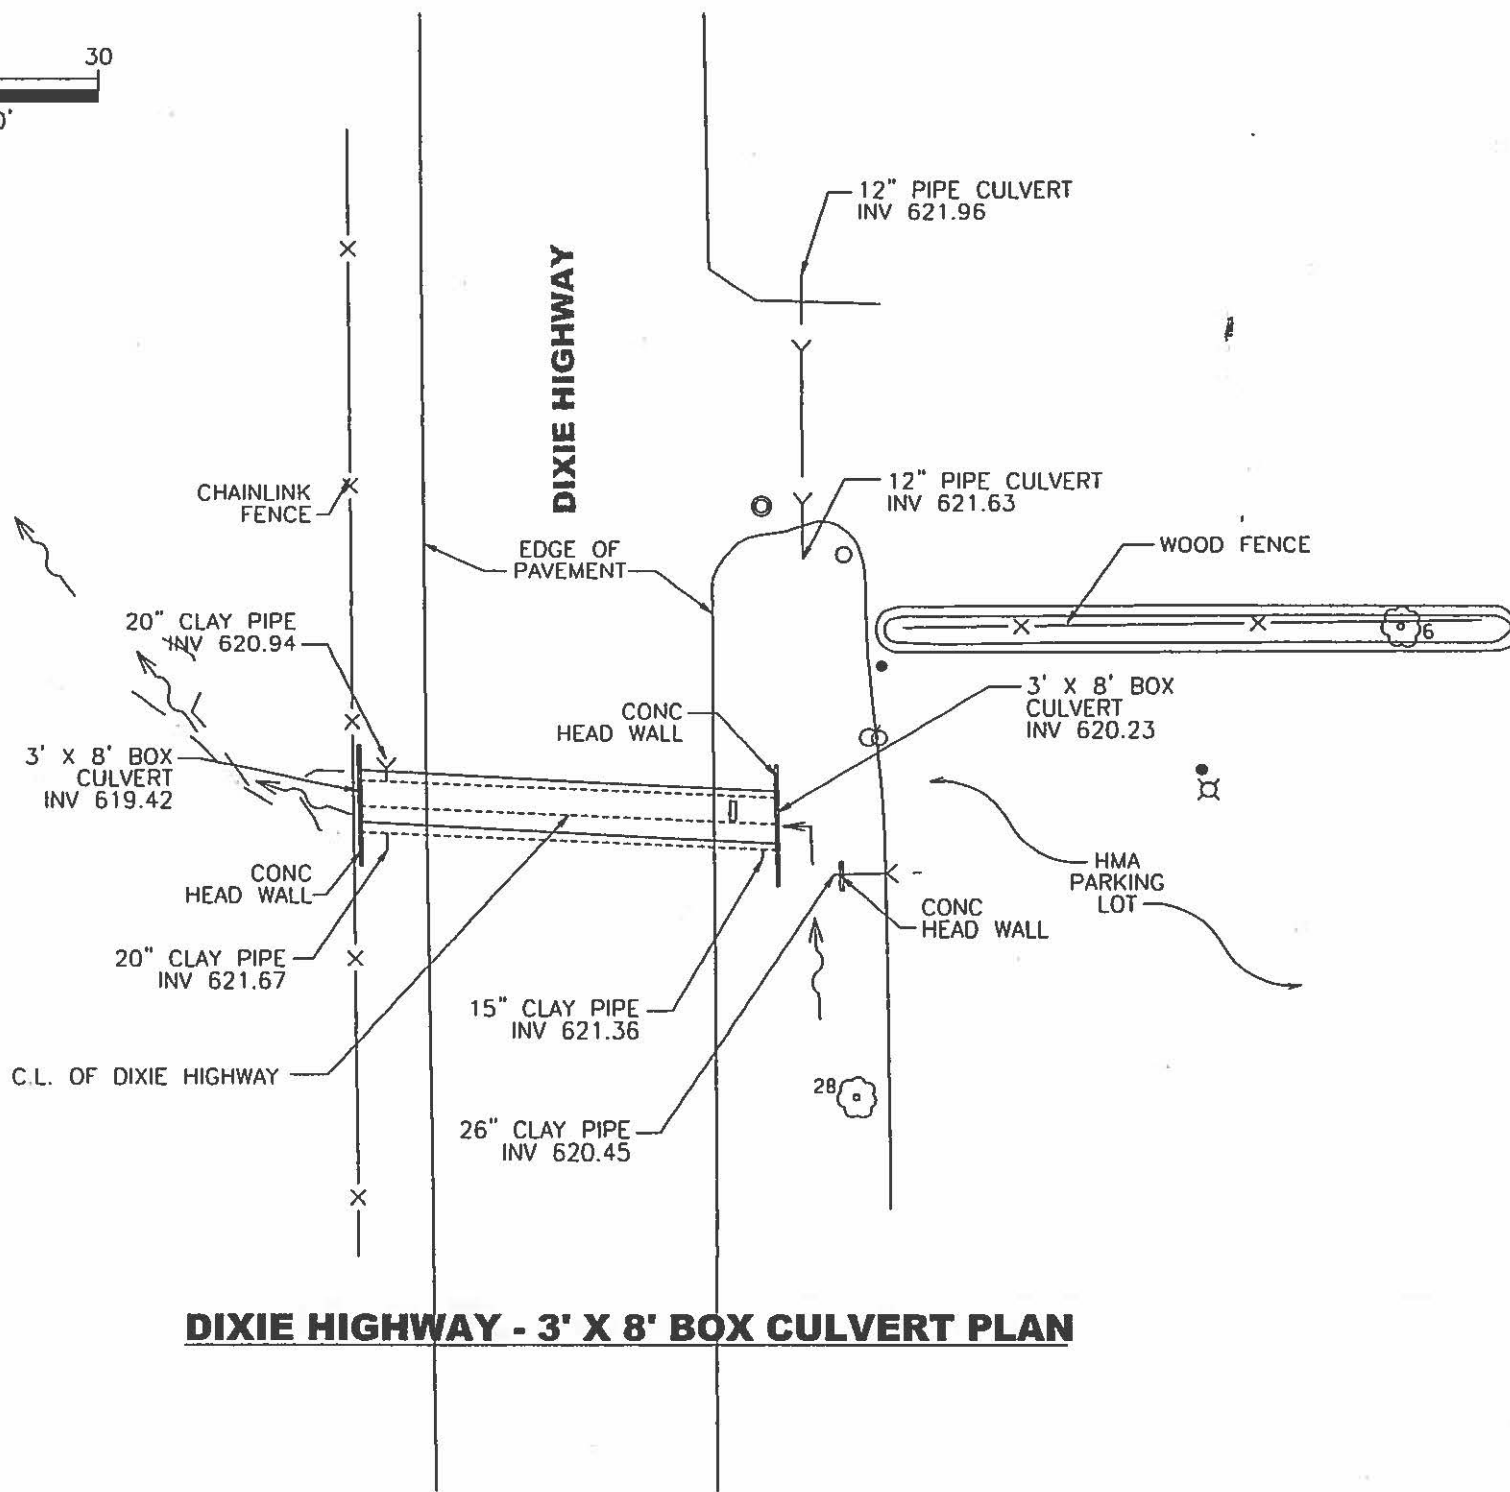 30
0'
12" PIPE CULVERT
INV 621.96
DIXIE HIGHWAY
CHAINLINK
FENCE
12" PIPE CULVERT
INV 621.63
EDGE OF
PAVEMENT
WOOD FENCE
20" CLAY PIPE
INV 620.94
6
CONC
HEAD WALL
3' X 8' BOX
CULVERT
INV 620.23
3' X 8' BOX
CULVERT
INV 619.42
CONC
HEAD WALL
HMA
PARKING
LOT
CONC
HEAD WALL
20" CLAY PIPE
INV 621.67
15" CLAY PIPE
INV 621.36
C.L. OF DIXIE HIGHWAY
28
26" CLAY PIPE
INV 620.45
DIXIE HIGHWAY - 3' X 8' BOX CULVERT PLAN